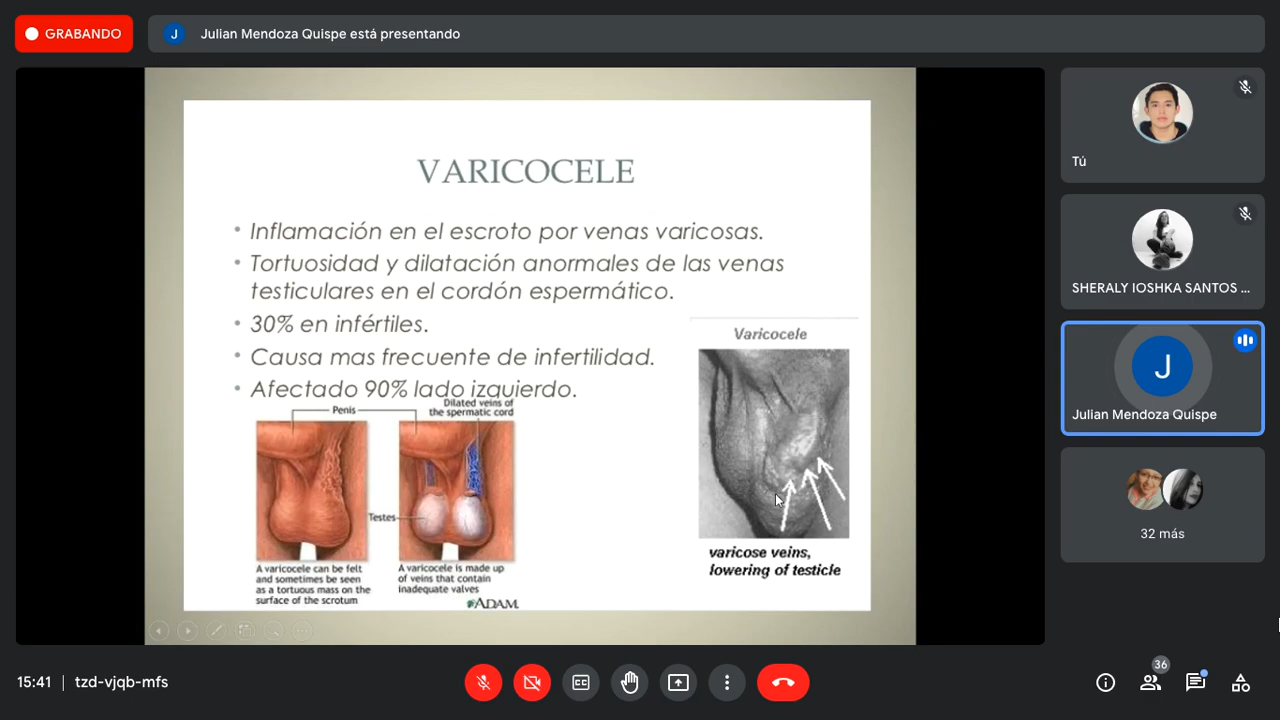 GRABANDO
J
Julian Mendoza Quispe está presentando
VARICOCELE
• Inflamación en el escroto por venas varicosas.
• Tortuosidad y dilatación anormales de las venas
testiculares en el cordón espermático.
• 30% en infértiles.
• Causa mas frecuente de infertilidad.
• Afectado 90% lado izquierdo.
Penis
Dilated veins of
the spermatic cord
Testes
A varicocele can be felt
and sometimes be seen
as a tortuous mass on the
surface of the scrotum
A varicocele is made up
of veins that contain
inadequate valves
ADAM.
Varicocele
varicose veins,
lowering of testicle
Tú
SHERALY IOSHKA SANTOS ...
J
Julian Mendoza Quispe
32 más
15:41 | tzd-vjqb-mfs
CC
36